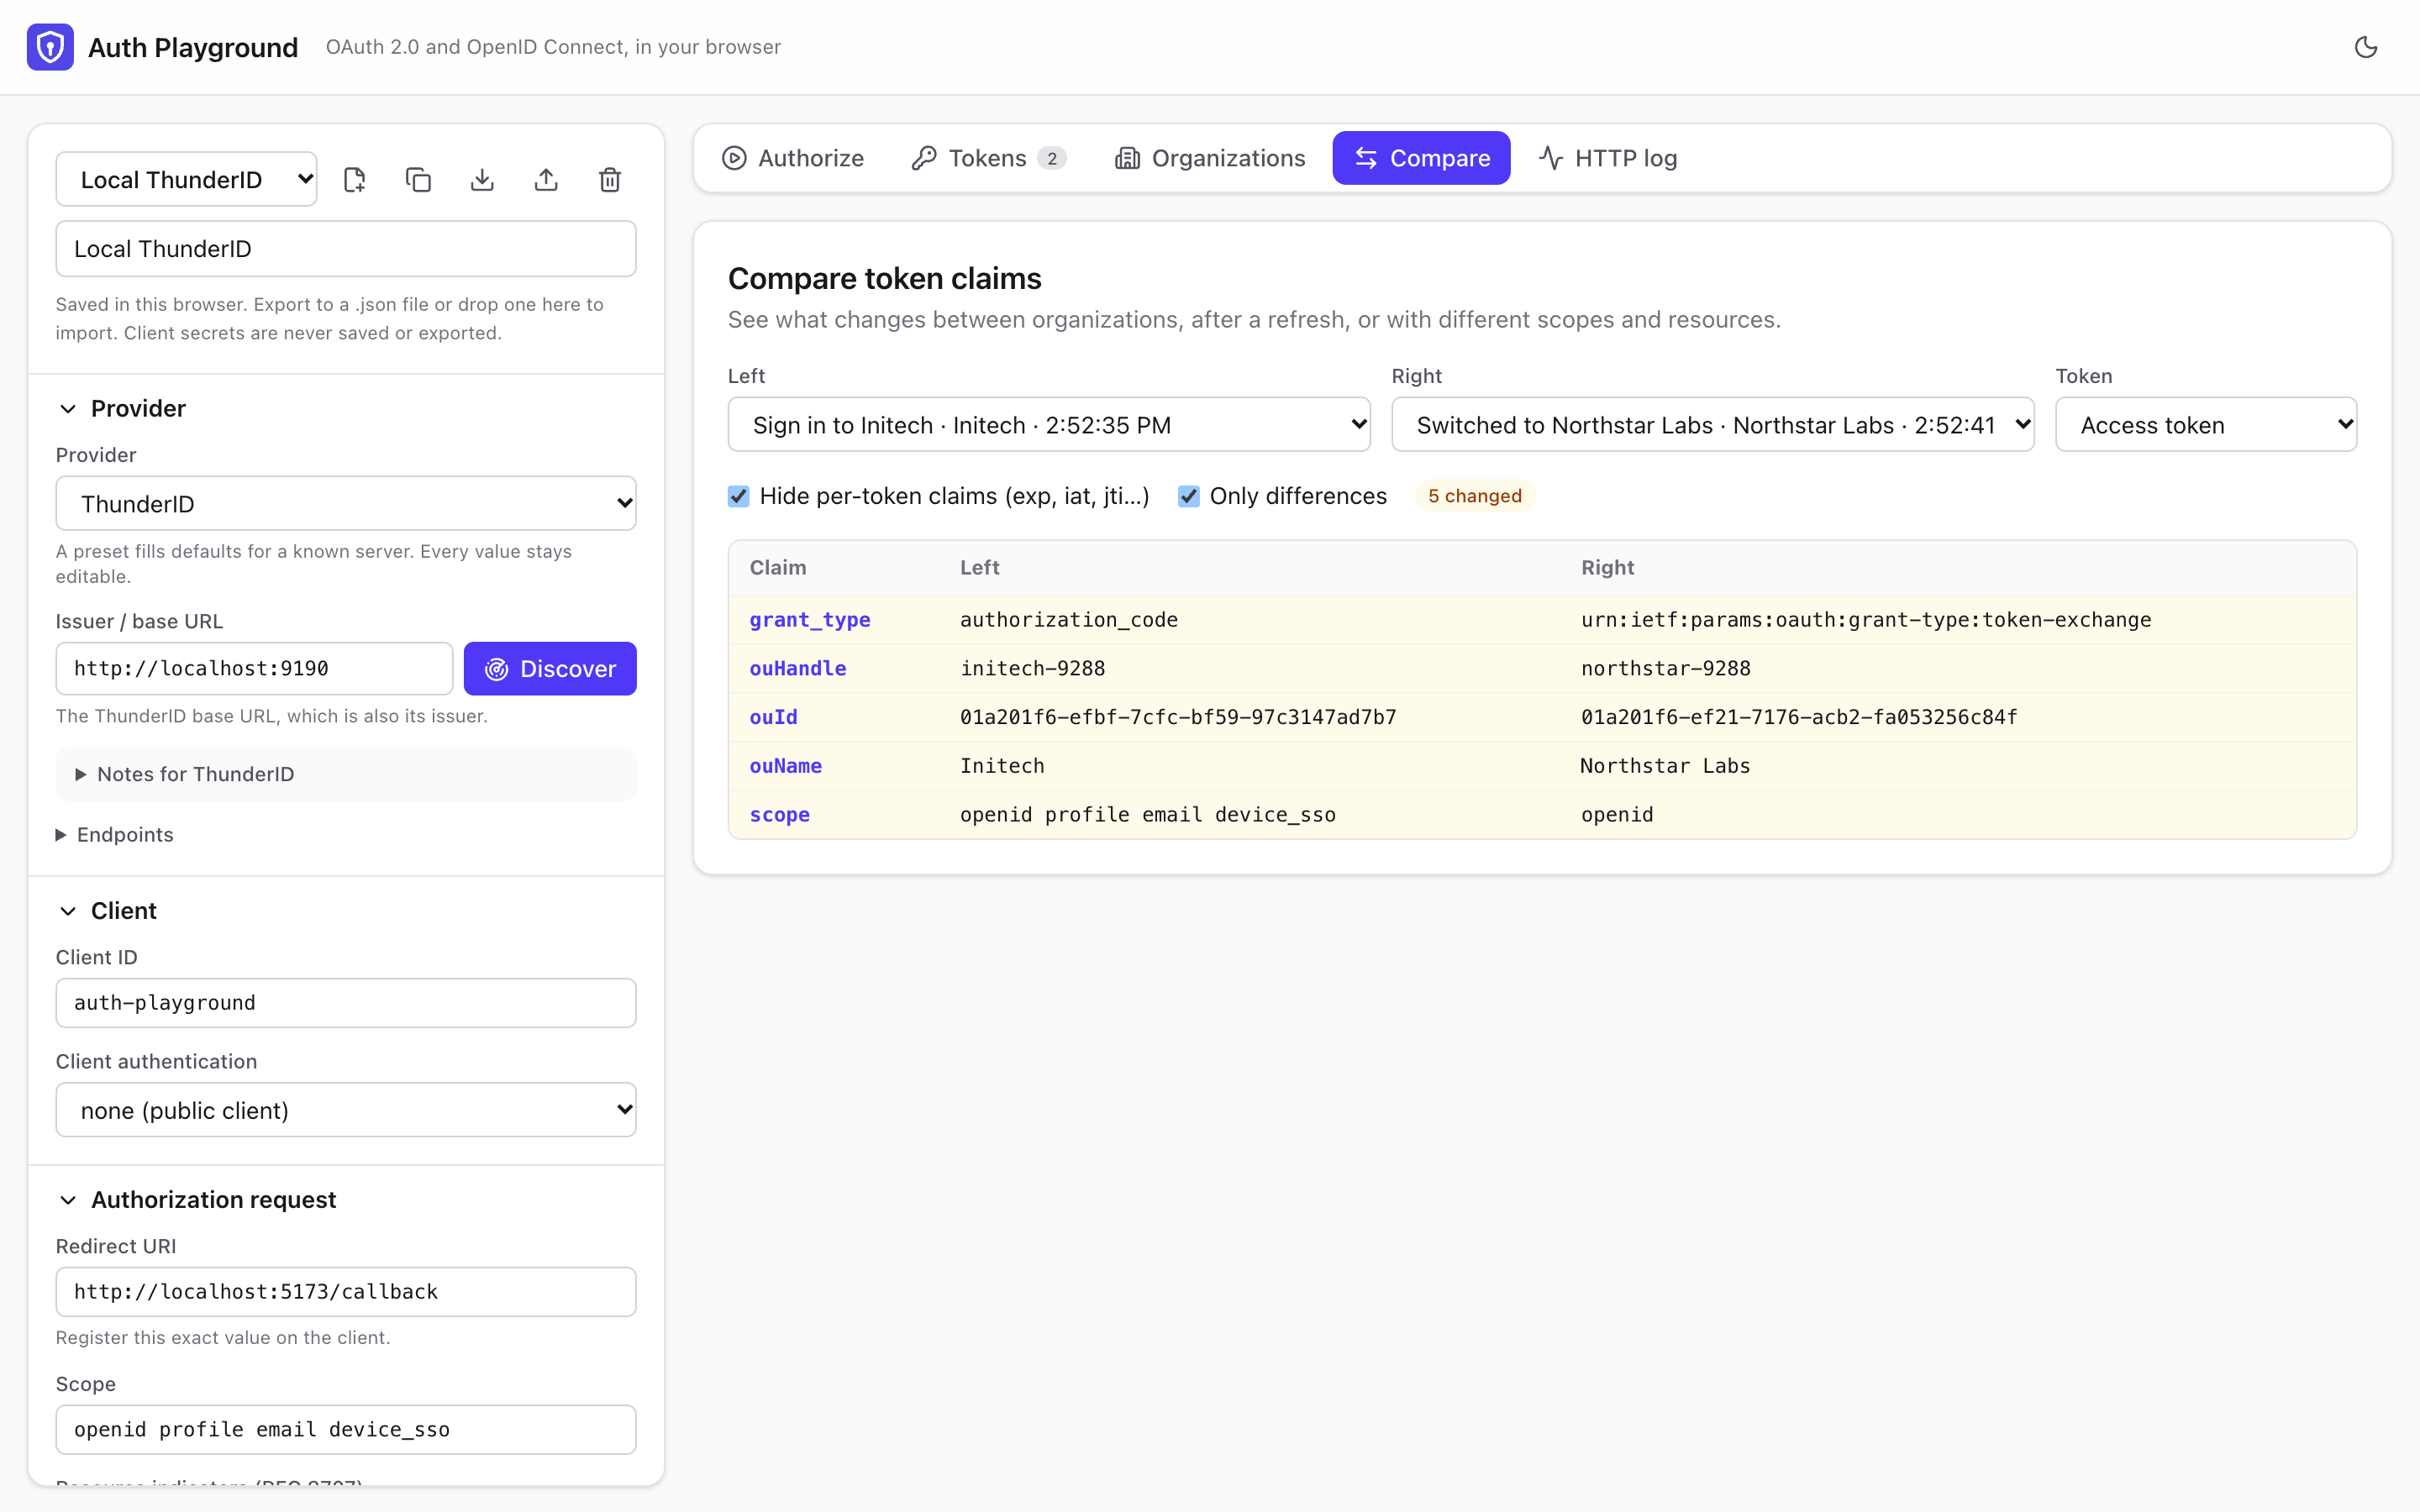 Auth Playground
OAuth 2.0 and OpenID Connect, in your browser
Local ThunderID
Local ThunderID
Saved in this browser. Export to a .json file or drop one here to
import. Client secrets are never saved or exported.
Provider
Provider
ThunderID
A preset fills defaults for a known server. Every value stays
editable.
Issuer / base URL
http://localhost:9190
Discover
The ThunderID base URL, which is also its issuer.
Notes for ThunderID
Endpoints
Client
Client ID
auth-playground
Client authentication
none (public client)
Authorization request
Redirect URI
http://localhost:5173/callback
Register this exact value on the client.
Scope
openid profile email device_sso
Authorize
Tokens 2
Organizations
Compare
HTTP log
Compare token claims
See what changes between organizations, after a refresh, or with different scopes and resources.
Left
Right
Token
Sign in to Initech · Initech · 2:52:35 PM
Switched to Northstar Labs · Northstar Labs · 2:52:41
Access token
Hide per-token claims (exp, iat, jti...)
Only differences
5 changed
Claim Left Right
grant_type authorization_code urn:ietf:params:oauth:grant-type:token-exchange
ouHandle initech-9288 northstar-9288
ouId 01a201f6-efbf-7cfc-bf59-97c3147ad7b7 01a201f6-ef21-7176-acb2-fa053256c84f
ouName Initech Northstar Labs
scope openid profile email device_sso openid